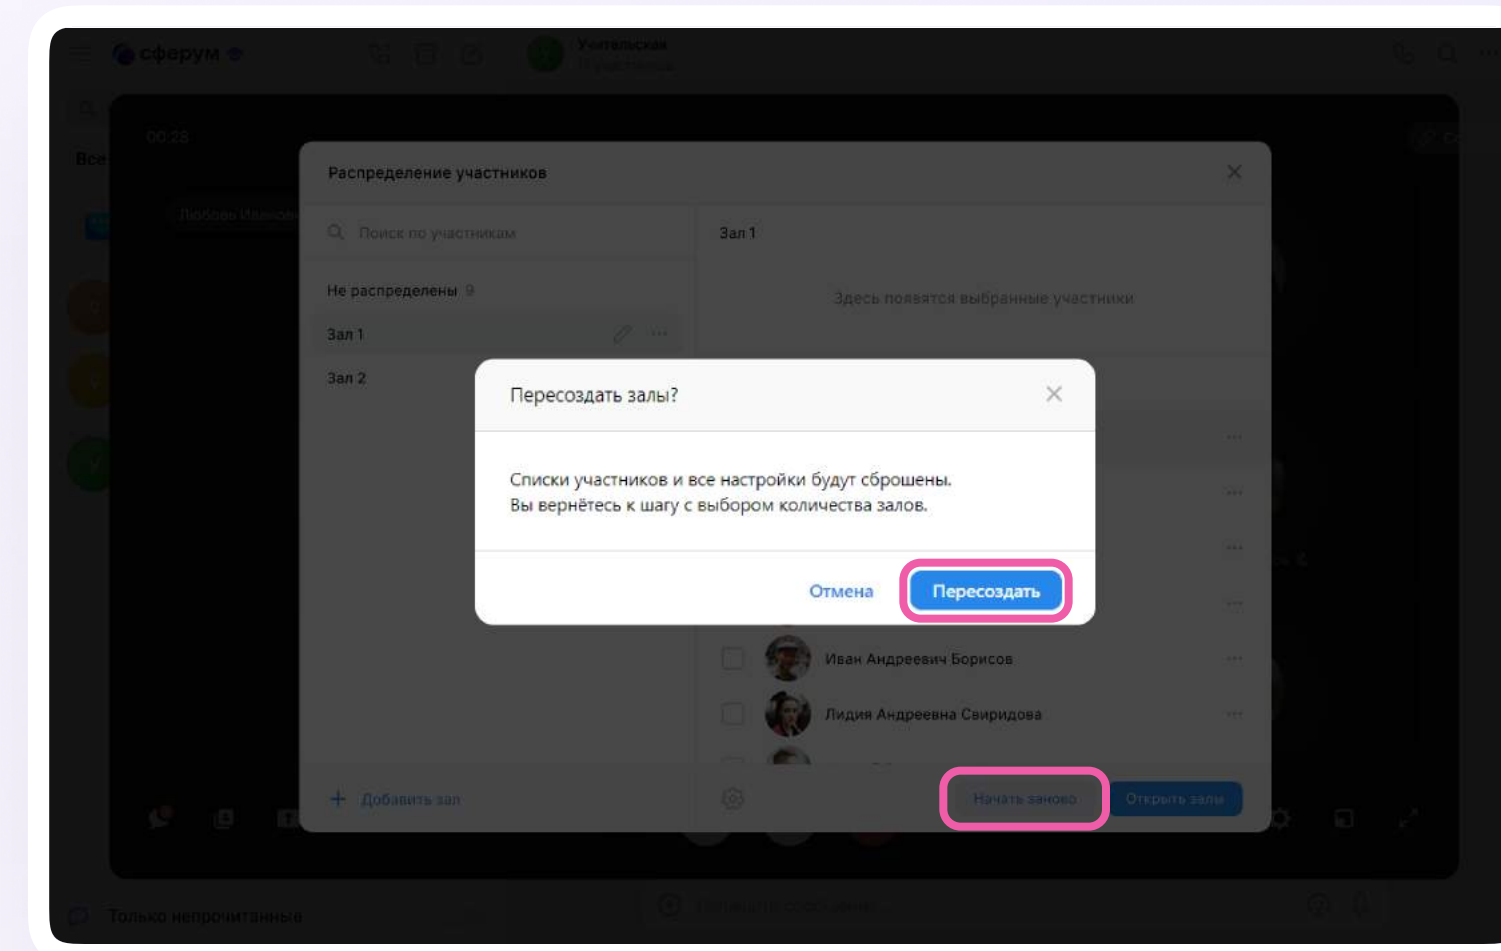 сферум
Учительская
00:28
Все
Распределение участников
Любовь Иванов
Поиск по участникам
Зал 1
Не распределены 9
Здесь появятся выбранные участники
Зал 1
Зал 2
Пересоздать залы?
Списки участников и все настройки будут сброшены.
Вы вернётесь к шагу с выбором количества залов.
Отмена
Пересоздать
Иван Андреевич Борисов
Лидия Андреевна Свиридова
+ Добавить зал
Начать заново
Открыть залы
Только непрочитанные